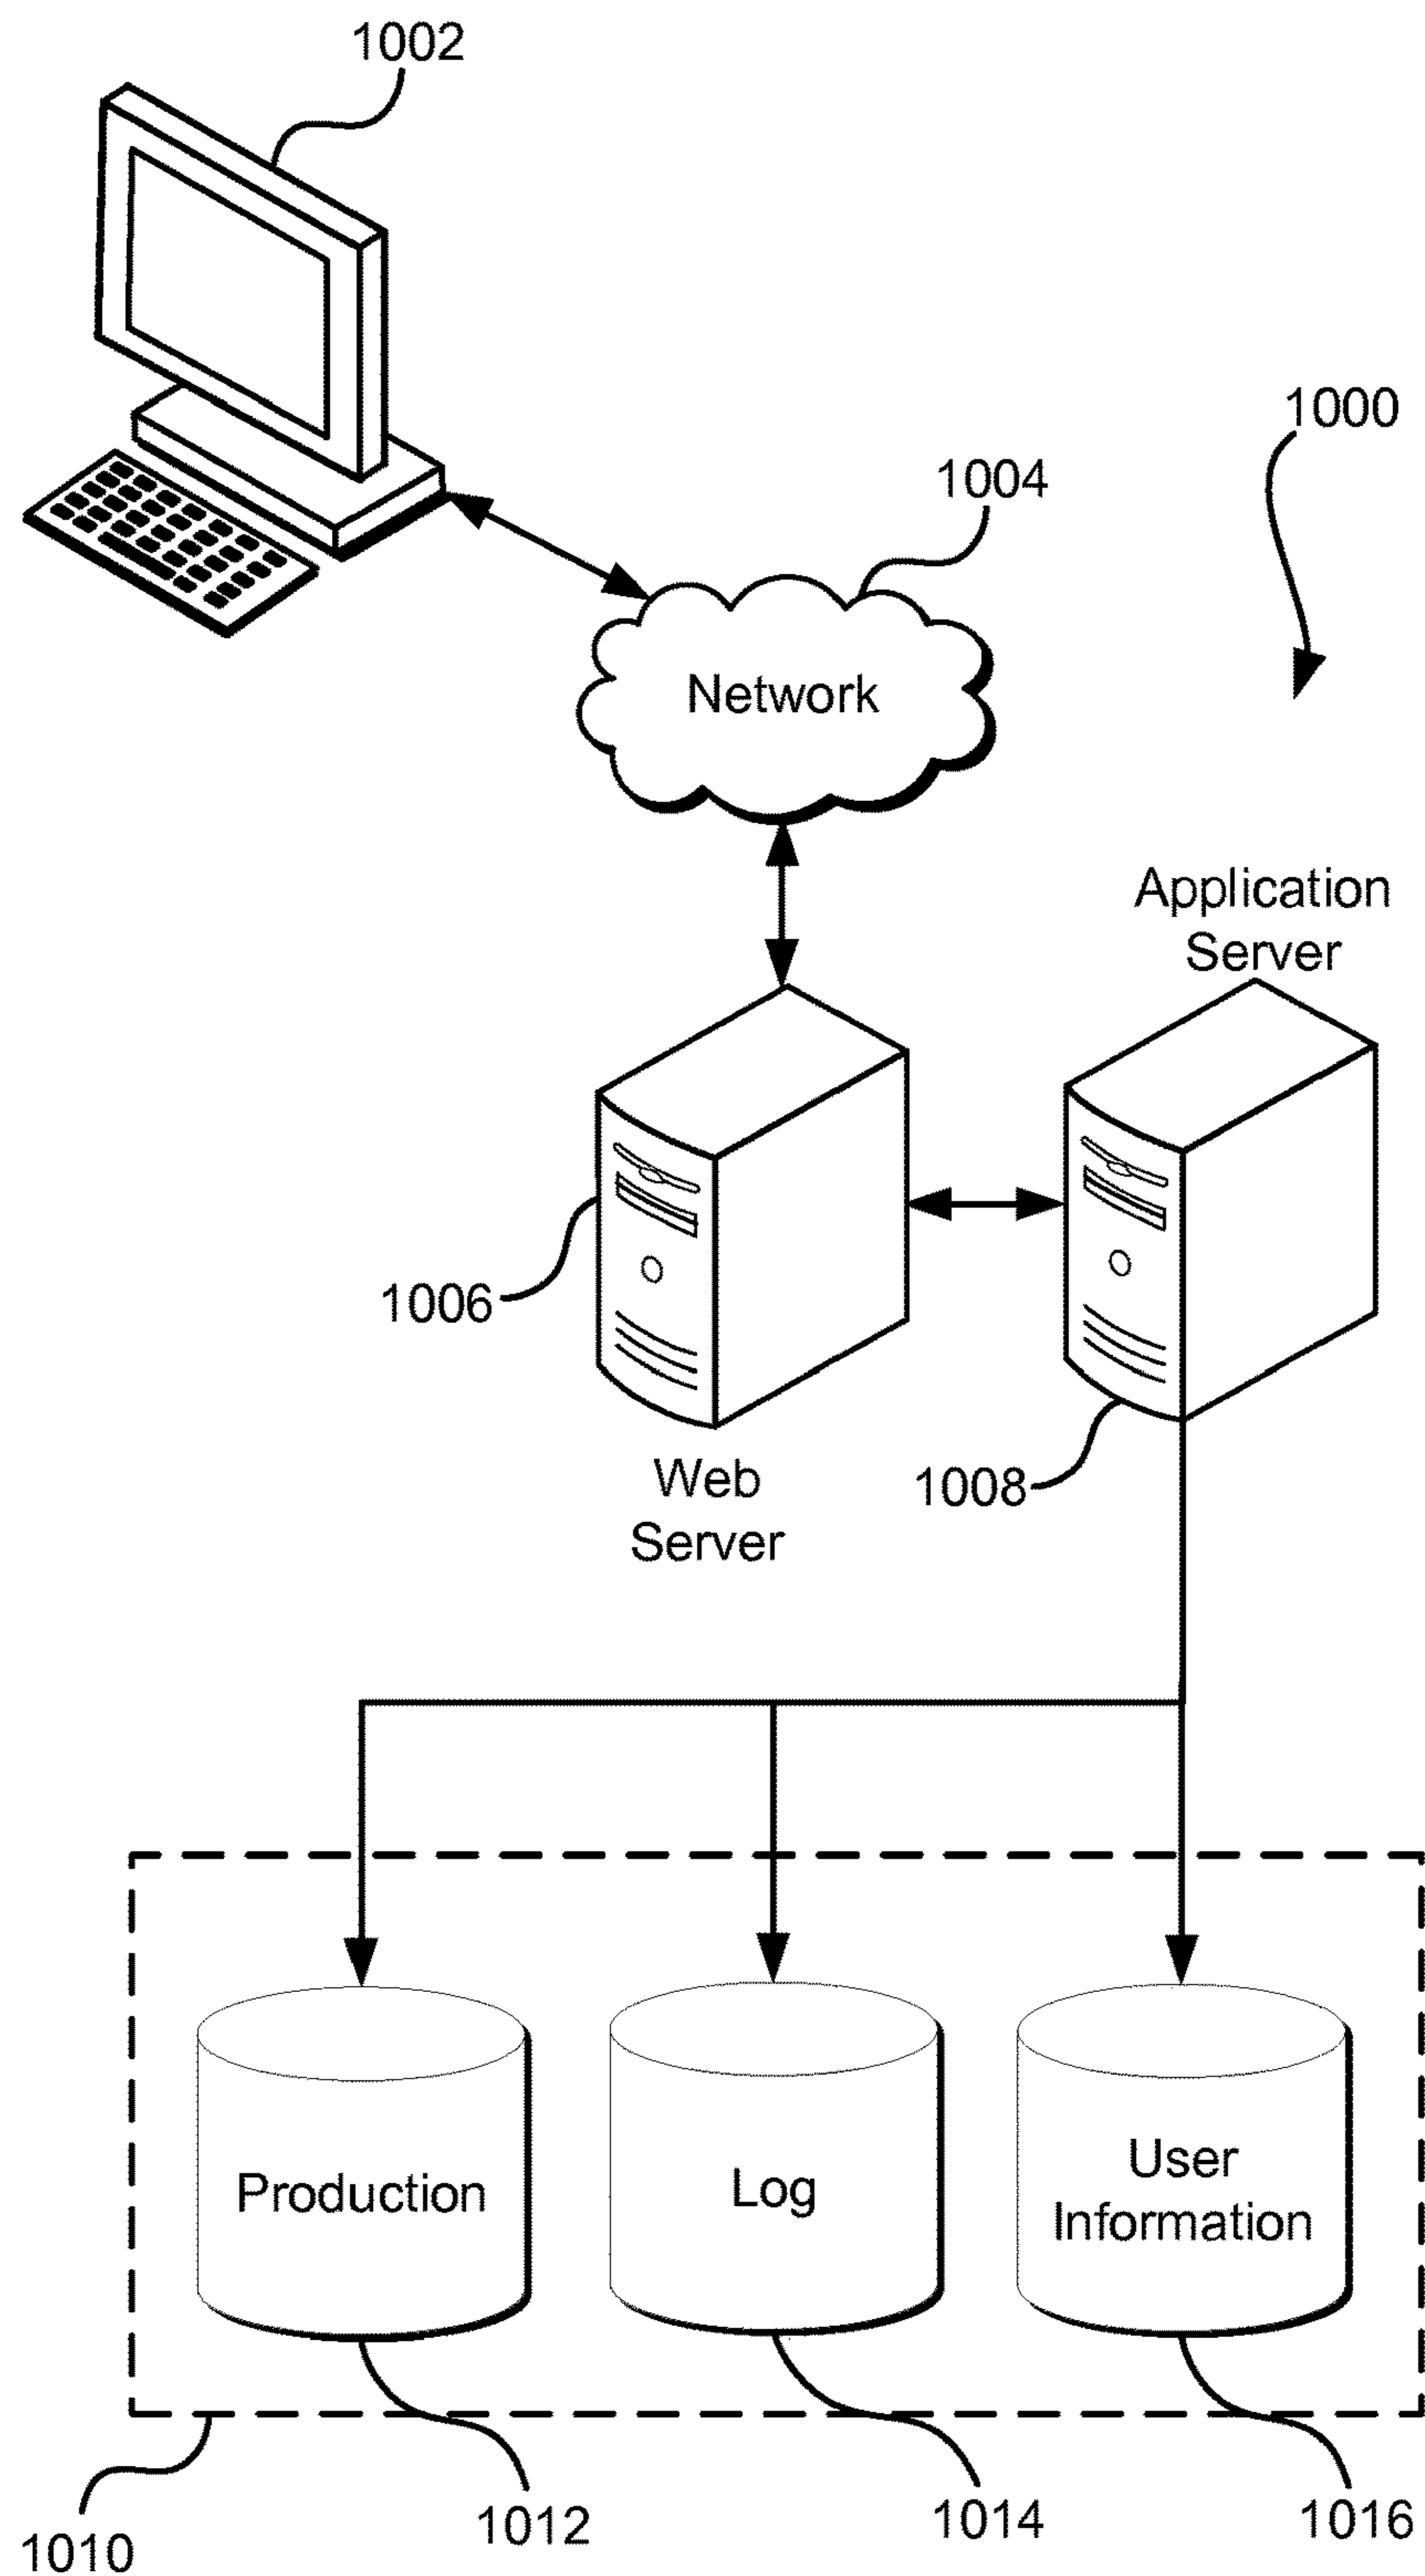 1002
1000
1004
Network
Application
Server
1006
Web
Server
1008
Production
Log
User
Information
1010
1012
1014
1016